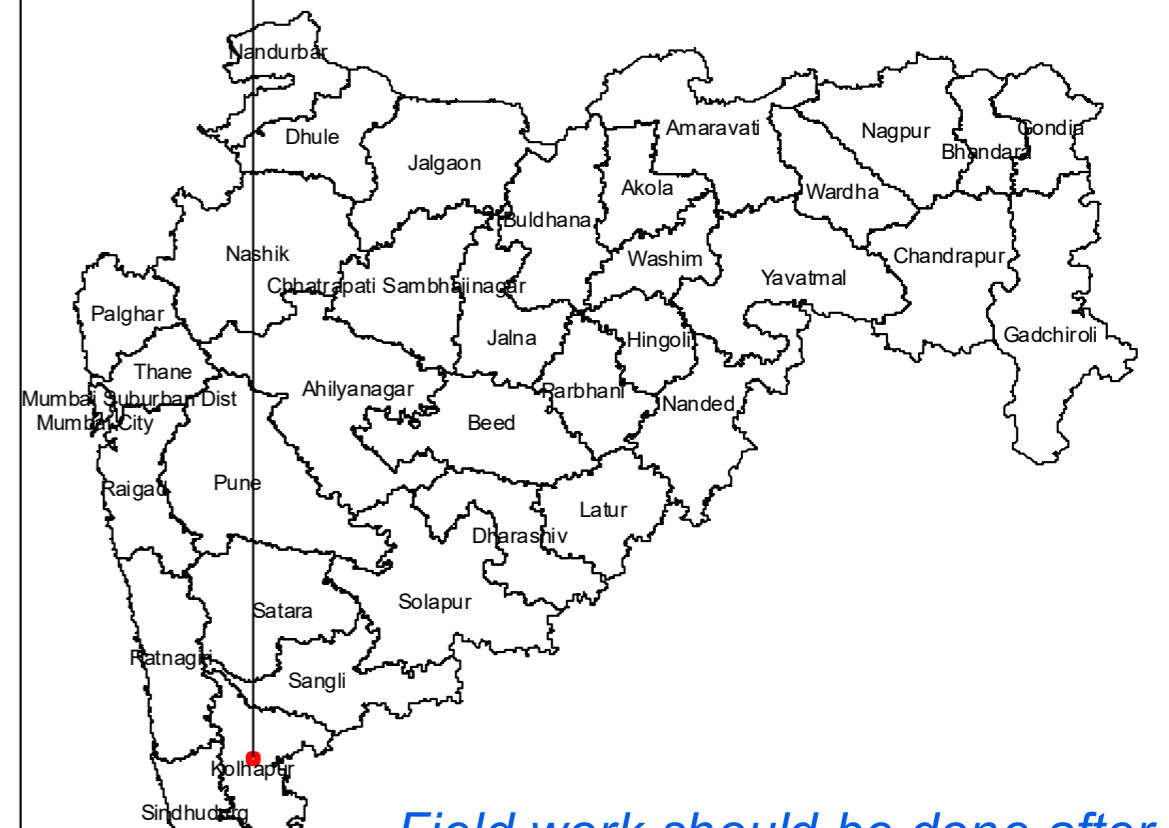 Nandurbar
Dhule
Jalgaon
Buldhana
Akola
Amaravati
Wardha
Nagpur
Bhandara
Gondia
Nashik
Chhatrapati Sambhajinagar
Washim
Yavatmal
Chandrapur
Gadchiroli
Palghar
Thane
Jalna
Hingoli
Mumbai Suburban Dist
Mumbai City
Ahilyanagar
Beed
Parbhani
Nanded
Raigad
Pune
Latur
Dharashiv
Satara
Solapur
Ratnagiri
Sangli
Kolhapur
Sindhudurg
Field work should be done after